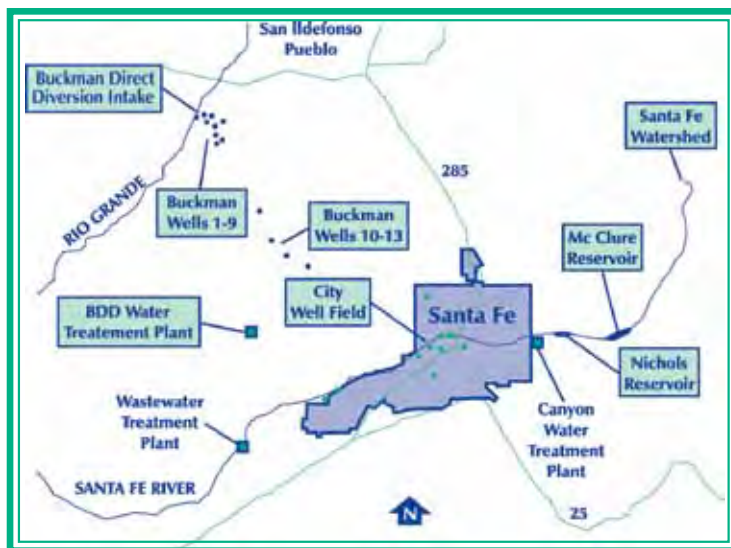 San Ildefonso
Pueblo
Buckman Direct
Diversion Intake
Santa Fe
Watershed
285
Buckman
Wells 1-9
RIO GRANDE
Buckman
Wells 10-13
Mc Clure
Reservoir
City
Well Field
Santa Fe
BDD Water
Treatement Plant
Nichols
Reservoir
Wastewater
Treatment
Plant
Canyon
Water
Treatment
Plant
SANTA FE RIVER
N
25